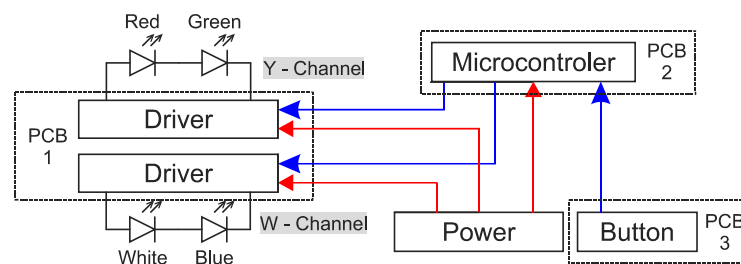 Red Green
Y - Channel
Microcontroler
PCB
2
Driver
PCB
1
Driver
W - Channel
White Blue
Power
Button
PCB
3